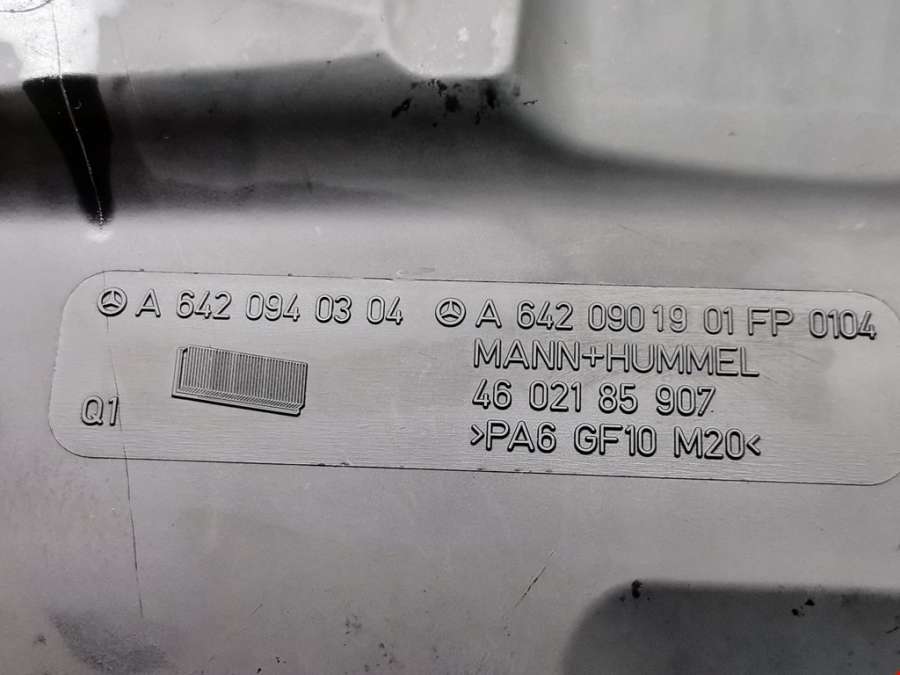 A 642 094 03 04 A 642 090 19 01 FP 0104
MANN+HUMMEL
46 021 85 907
Q1 >PA6 GF10 M20<